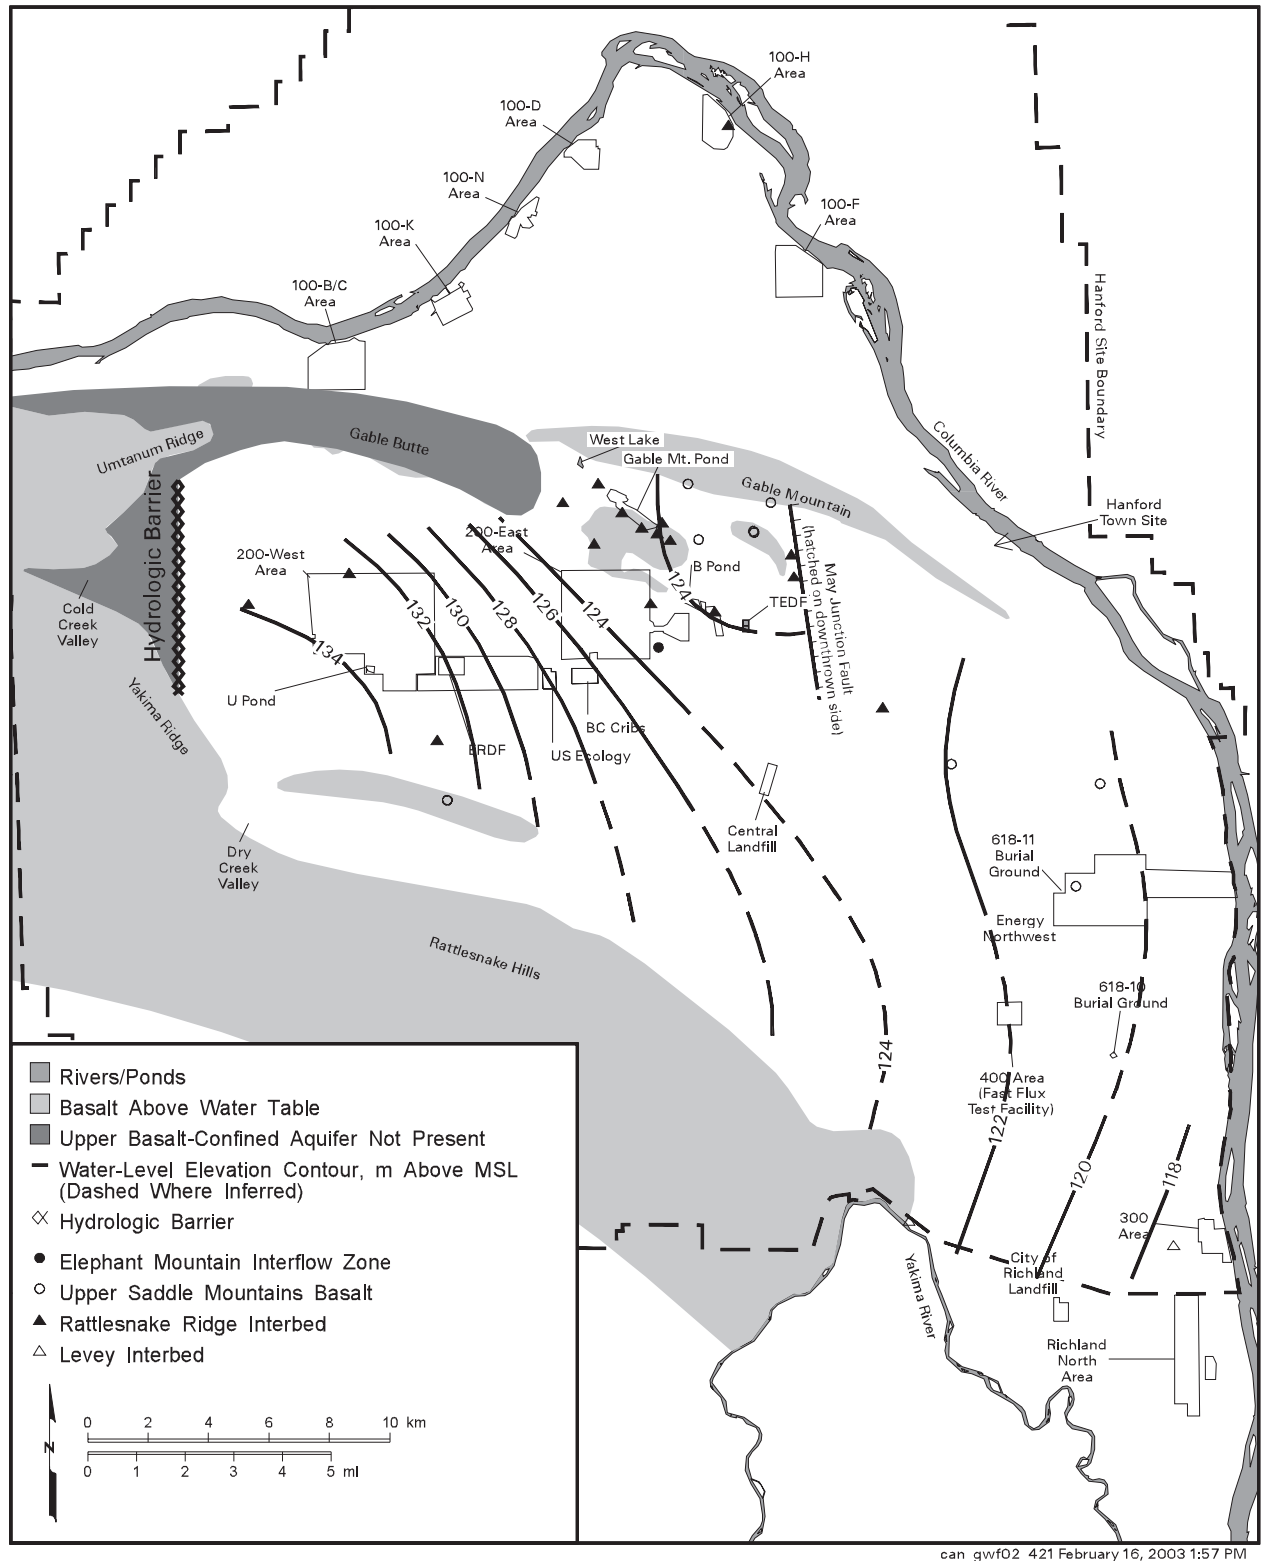 100-H
Area
100-D
Area
100-N
Area
100-F
Area
100-K
Area
100-B/C
Area
Hanford Site Boundary
Columbia River
Umtanum Ridge
Gable Butte
West Lake
Gable Mt. Pond
Gable Mountain
Hanford
Town Site
Hydrologic Barrier
200-East
Area
200-West
Area
Cold
Creek
Valley
B Pond
TEDF
May Junction Fault
(hatched on downthrown side)
134
132
130
128
126
124
124
Yakima Ridge
U Pond
ERDF
US Ecology
BC Cribs
Dry
Creek
Valley
Central
Landfill
618-11
Burial
Ground
Energy
Northwest
Rattlesnake Hills
618-10
Burial Ground
124
400 Area
(Fast Flux
Test Facility)
122
120
118
300
Area
City of
Richland
Landfill
Yakima River
Richland
North
Area
Rivers/Ponds
Basalt Above Water Table
Upper Basalt-Confined Aquifer Not Present
Water-Level Elevation Contour, m Above MSL
(Dashed Where Inferred)
Hydrologic Barrier
Elephant Mountain Interflow Zone
Upper Saddle Mountains Basalt
Rattlesnake Ridge Interbed
Levey Interbed
N
0 2 4 6 8 10 km
0 1 2 3 4 5 mi
can_gwf02_421 February 16, 2003 1:57 PM